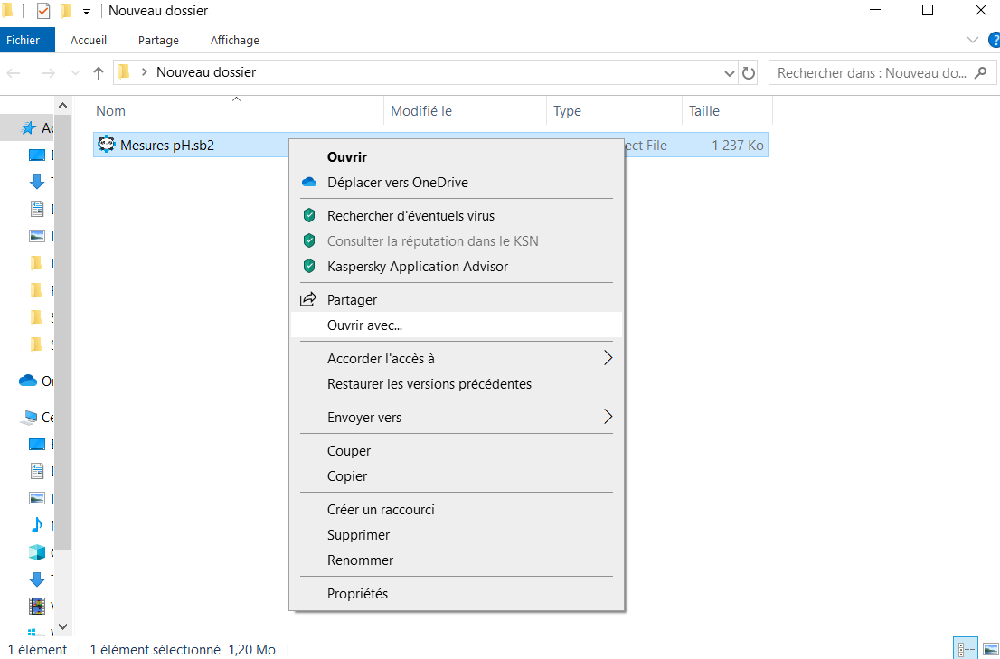 Nouveau dossier
Fichier Accueil Partage Affichage
Nouveau dossier Rechercher dans : Nouveau do...
Nom Modifié le Type Taille
Mesures pH.sb2 ect File 1 237 Ko
Ouvrir
Déplacer vers OneDrive
Rechercher d'éventuels virus
Consulter la réputation dans le KSN
Kaspersky Application Advisor
Partager
Ouvrir avec...
Accorder l'accès à
Restaurer les versions précédentes
Envoyer vers
Couper
Copier
Créer un raccourci
Supprimer
Renommer
Propriétés
1 élément 1 élément sélectionné 1,20 Mo